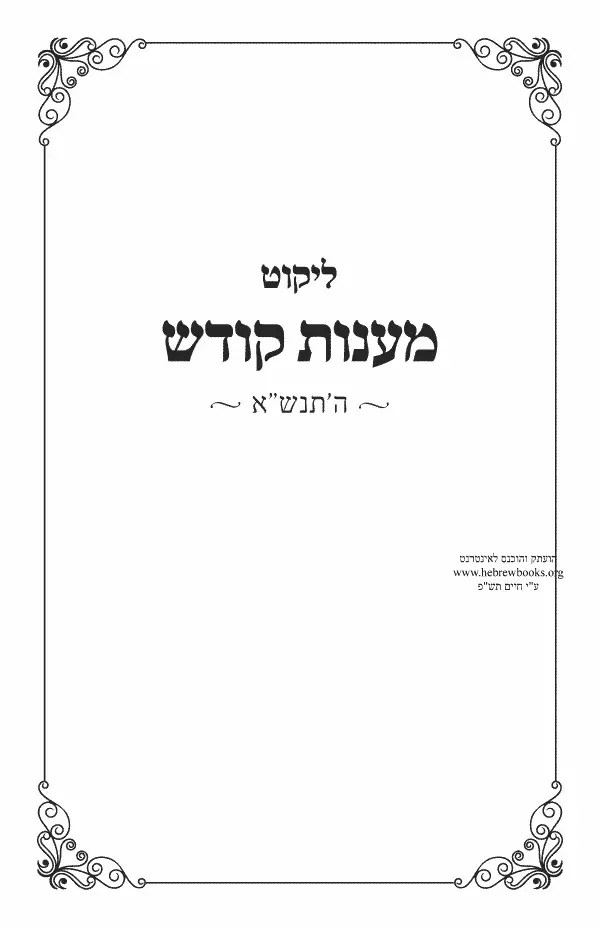 ליקוט
מענות קודש
~ ה'תנש"א ~
הועתק והוכנס לאינטרנט
www.hebrewbooks.org
ע"י חיים תש"פ